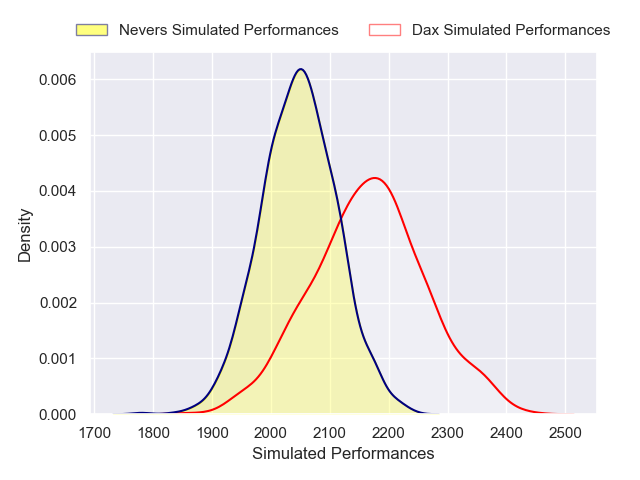 Nevers Simulated Performances Dax Simulated Performances
0.006
0.005
0.004
0.003
0.002
0.001
0.000
Density
1700 1800 1900 2000 2100 2200 2300 2400 2500
Simulated Performances